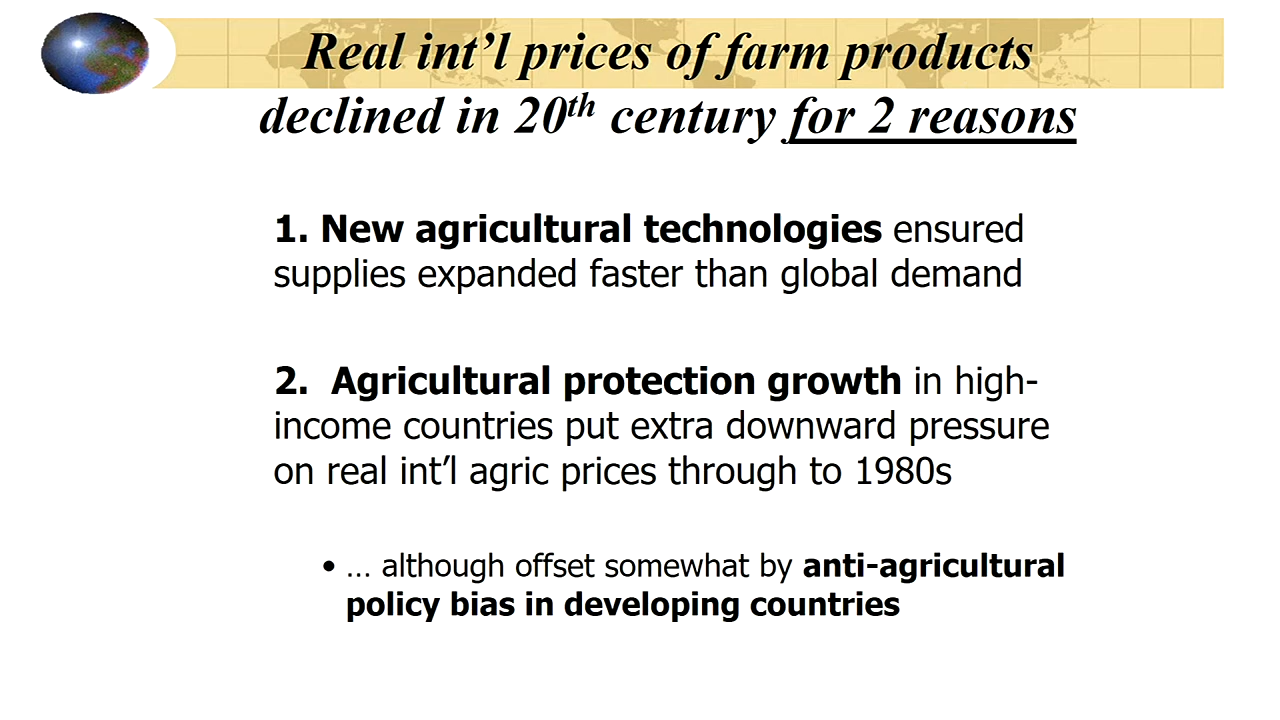 Real int’l prices of farm products
declined in 20th century for 2 reasons
1. New agricultural technologies ensured
supplies expanded faster than global demand
2. Agricultural protection growth in high-
income countries put extra downward pressure
on real int’l agric prices through to 1980s
• … although offset somewhat by anti-agricultural
policy bias in developing countries